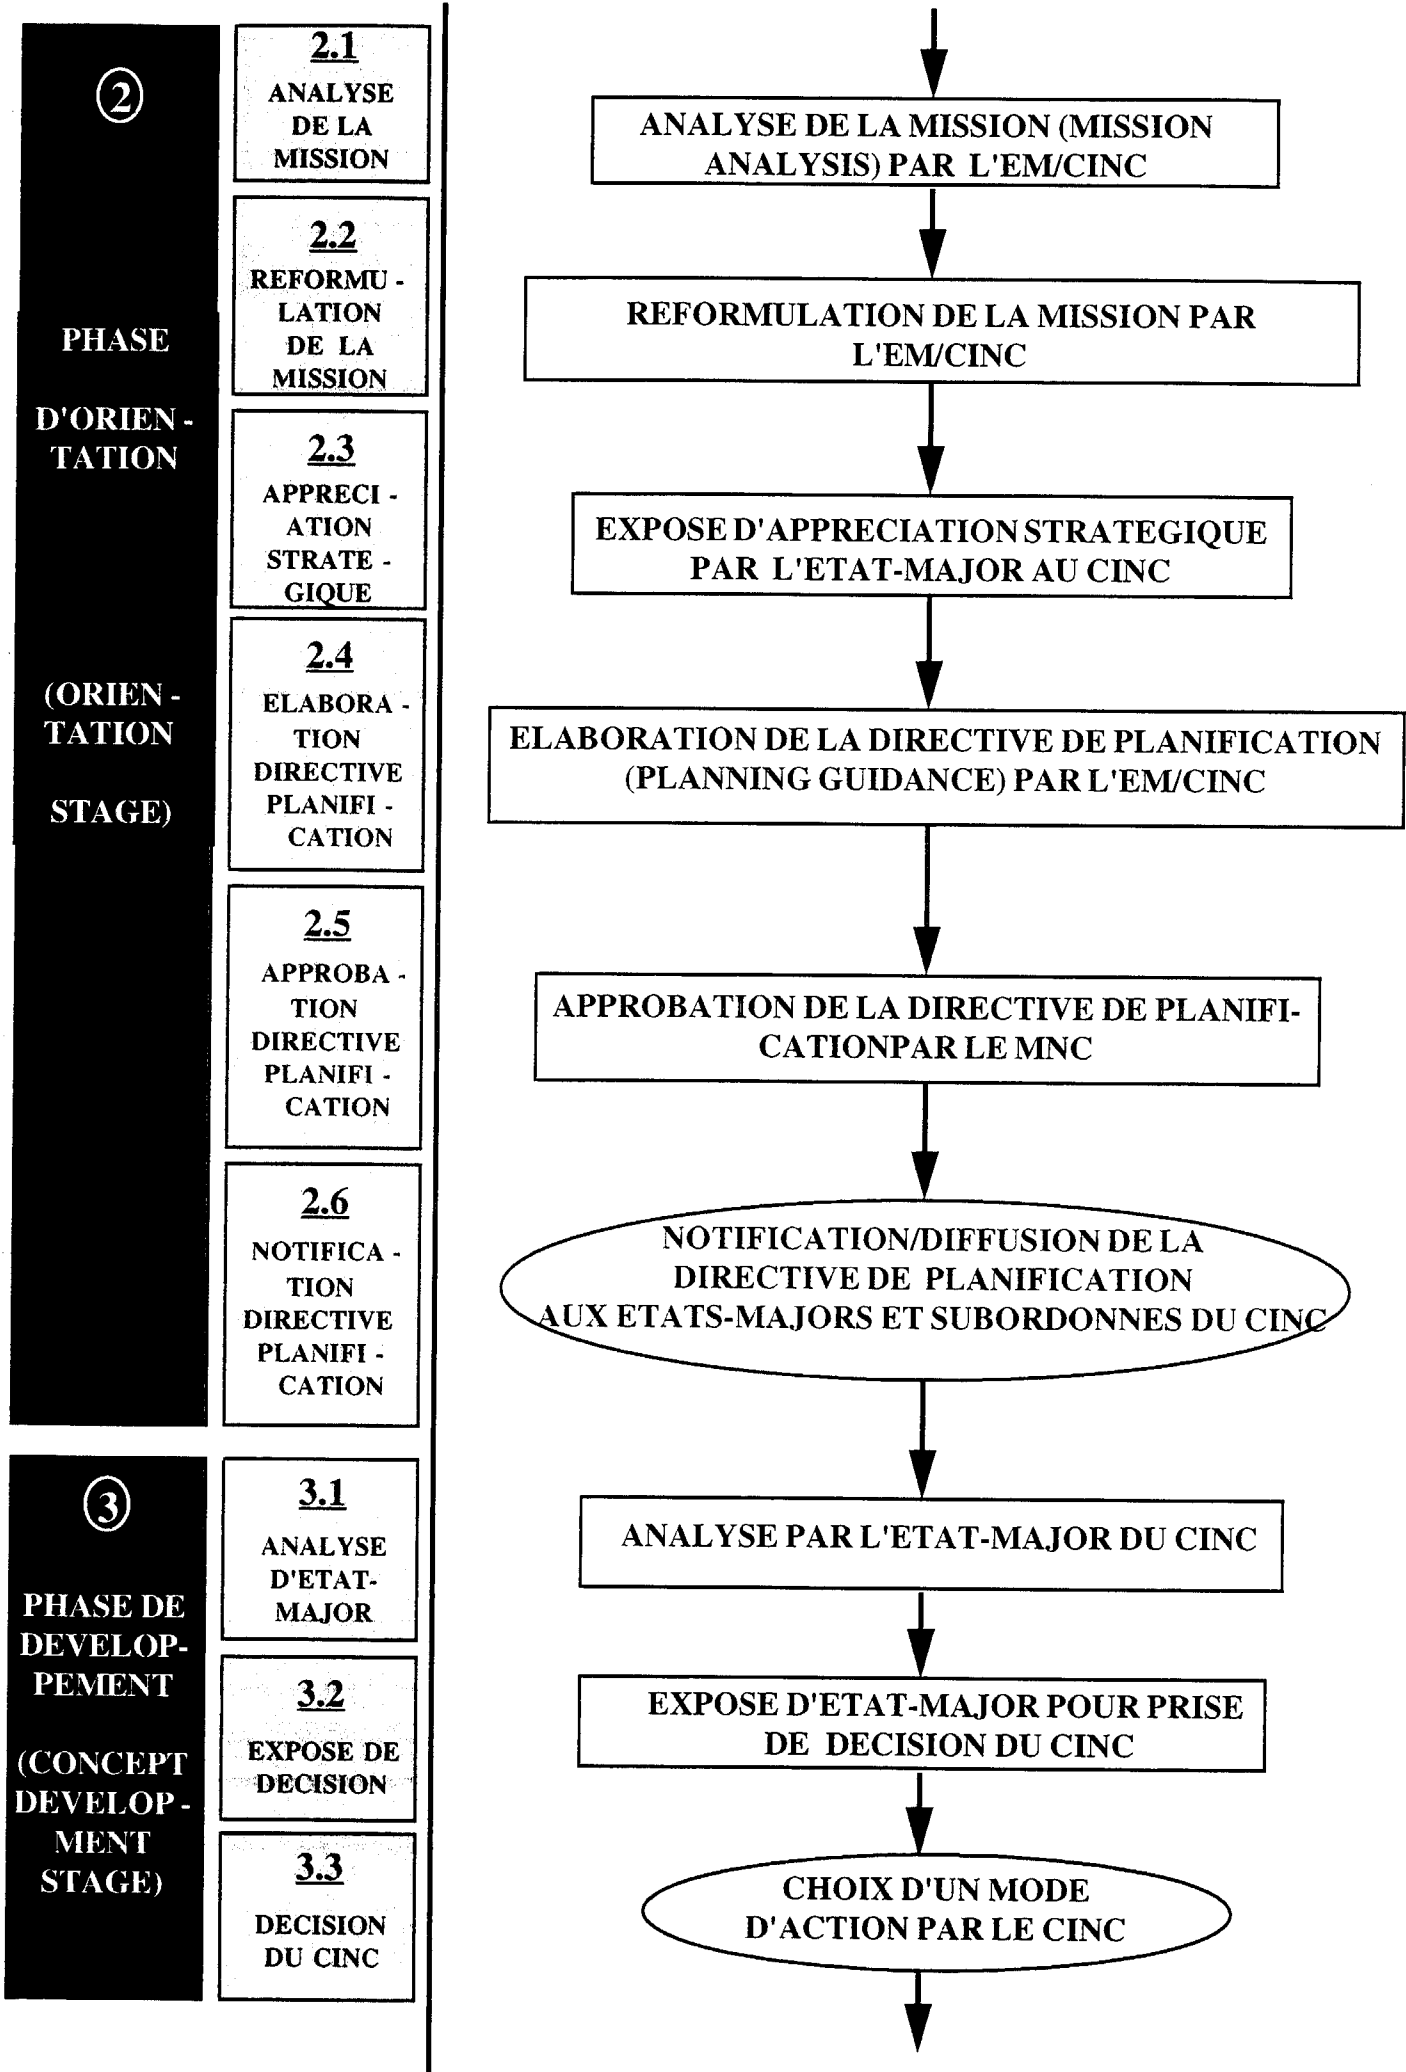 2
PHASE
D'ORIEN -
TATION
(ORIEN -
TATION
STAGE)
2.1
ANALYSE
DE LA
MISSION
ANALYSE DE LA MISSION (MISSION
ANALYSIS) PAR L'EM/CINC
2.2
REFORMU -
LATION
DE LA
MISSION
REFORMULATION DE LA MISSION PAR
L'EM/CINC
2.3
APPRECI -
ATION
STRATE -
GIQUE
EXPOSE D'APPRECIATION STRATEGIQUE
PAR L'ETAT-MAJOR AU CINC
2.4
ELABORA -
TION
DIRECTIVE
PLANIFI -
CATION
ELABORATION DE LA DIRECTIVE DE PLANIFICATION
(PLANNING GUIDANCE) PAR L'EM/CINC
2.5
APPROBA -
TION
DIRECTIVE
PLANIFI -
CATION
APPROBATION DE LA DIRECTIVE DE PLANIFI-
CATIONPAR LE MNC
2.6
NOTIFICA -
TION
DIRECTIVE
PLANIFI -
CATION
NOTIFICATION/DIFFUSION DE LA
DIRECTIVE DE PLANIFICATION
AUX ETATS-MAJORS ET SUBORDONNES DU CINC
3
PHASE DE
DEVELOP-
PEMENT
(CONCEPT
DEVELOP -
MENT
STAGE)
3.1
ANALYSE
D'ETAT-
MAJOR
ANALYSE PAR L'ETAT-MAJOR DU CINC
3.2
EXPOSE DE
DECISION
EXPOSE D'ETAT-MAJOR POUR PRISE
DE DECISION DU CINC
3.3
DECISION
DU CINC
CHOIX D'UN MODE
D'ACTION PAR LE CINC